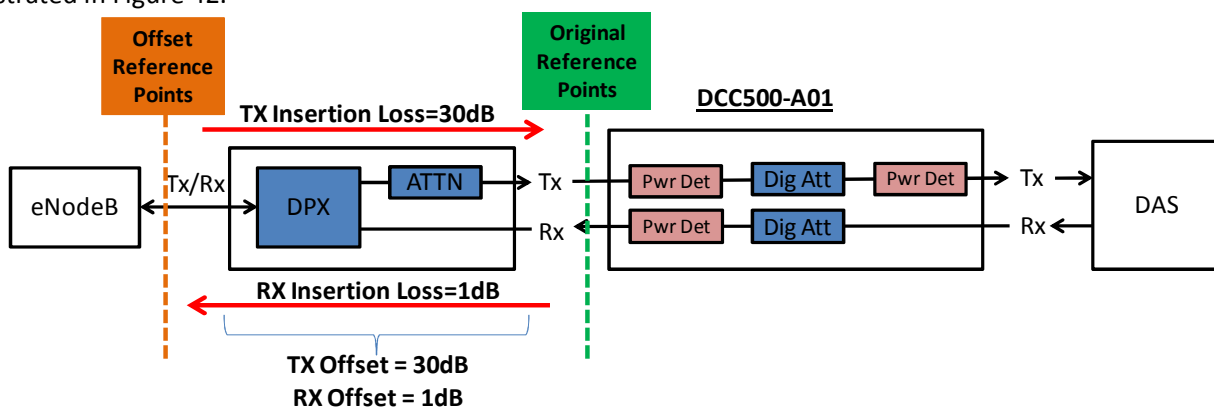 strated in Figure 42.
Offset
Reference
Points
Original
Reference
Points
DCC500-A01
TX Insertion Loss=30dB
eNodeB
Tx/Rx
DPX
ATTN
Tx
Rx
Pwr Det
Dig Att
Pwr Det
Pwr Det
Dig Att
Tx
Rx
DAS
RX Insertion Loss=1dB
TX Offset = 30dB
RX Offset = 1dB